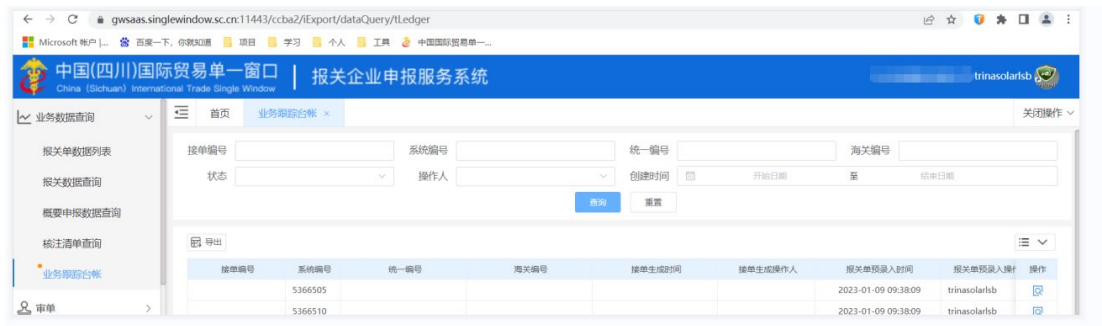 gwsaas.singlewindow.sc.cn:11443/ccba2/iExport/dataQuery/tLedger
Microsoft 帐户 |... 百度一下，你就知道 项目 学习 个人 工具 中国国际贸易单一...
中国(四川)国际贸易单一窗口 | 报关企业申报服务系统
China (Sichuan) International Trade Single Window
trinasolarlsb
业务数据查询 首页 业务跟踪台帐 × 关闭操作
报关单数据列表
报关数据查询
概要申报数据查询
核注清单查询
业务跟踪台帐
审单
接单编号 系统编号 统一编号 海关编号
状态 操作人 创建时间 开始日期 至 结束日期
查询 重置
导出
接单编号 系统编号 统一编号 海关编号 接单生成时间 接单生成操作人 报关单预录入时间 报关单预录入操作 操作
5366505 2023-01-09 09:38:09 trinasolarlsb
5366510 2023-01-09 09:38:09 trinasolarlsb